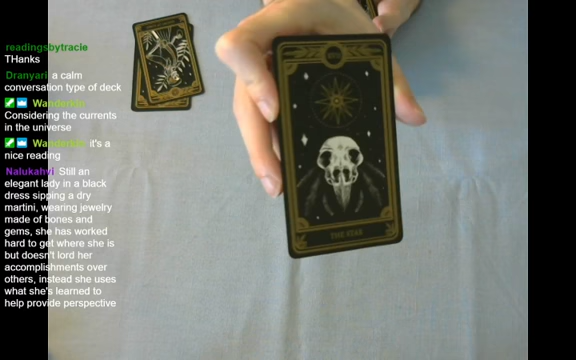 readingsbytracie
THanks
Dranyari a calm
conversation type of deck
Considering the currents
in the universe
it's a
nice reading
Nalukahvi Still an
elegant lady in a black
dress sipping a dry
martini, wearing jewelry
made of bones and
gems, she has worked
hard to get where she is
but doesn't lord her
accomplishments over
others, instead she uses
what she's learned to
help provide perspective
THE STAR